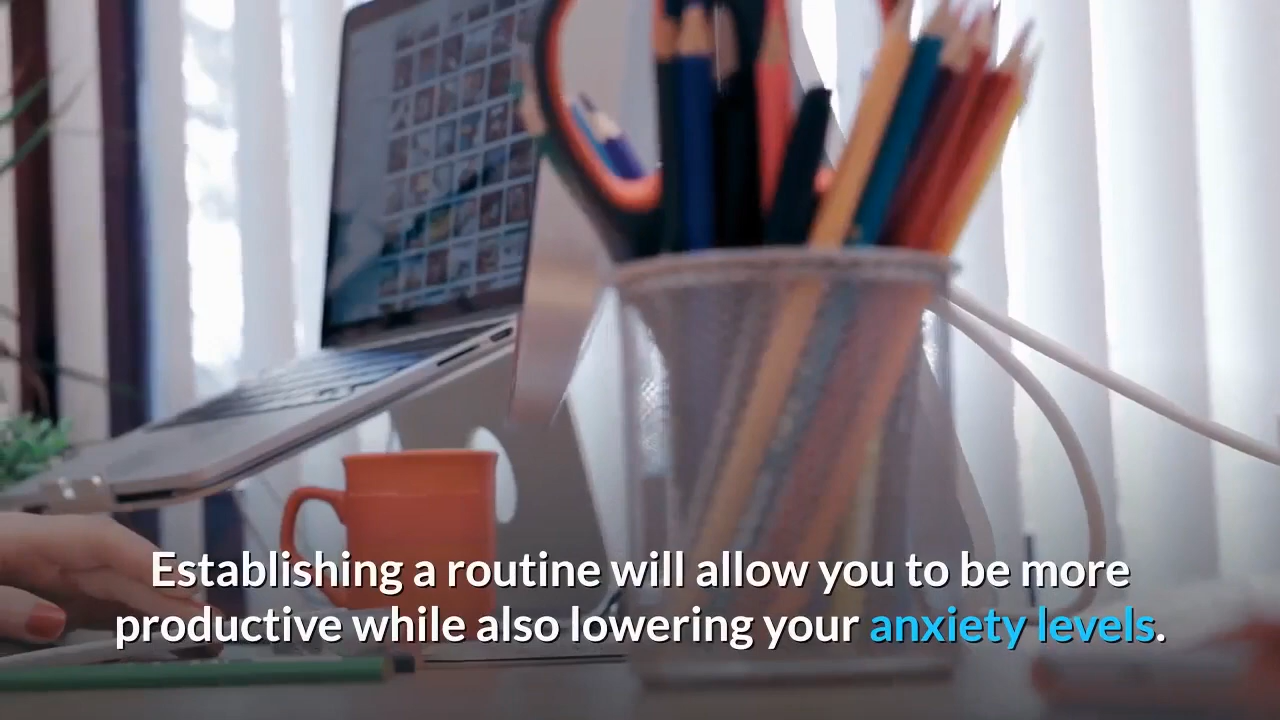 Establishing a routine will allow you to be more
productive while also lowering your anxiety levels.